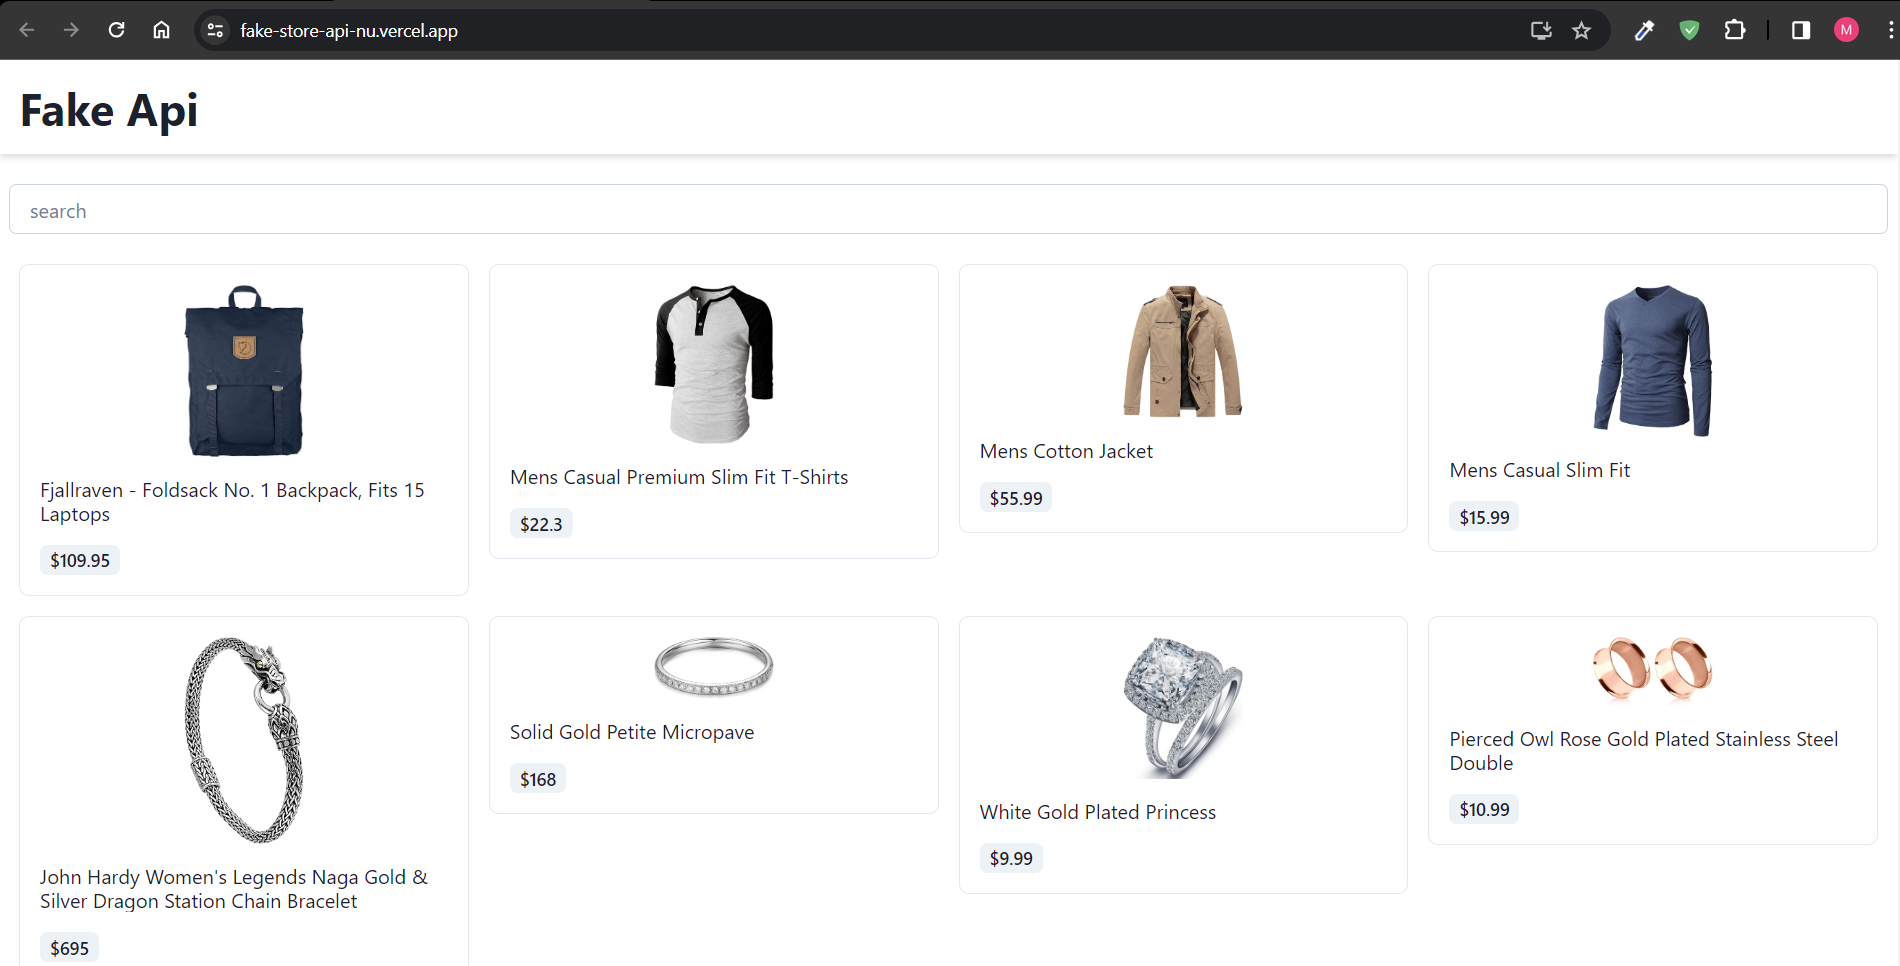 fake-store-api-nu.vercel.app
M
Fake Api
search
Fjallraven - Foldsack No. 1 Backpack, Fits 15
Laptops
$109.95
Mens Casual Premium Slim Fit T-Shirts
$22.3
Mens Cotton Jacket
$55.99
Mens Casual Slim Fit
$15.99
John Hardy Women's Legends Naga Gold &
Silver Dragon Station Chain Bracelet
$695
Solid Gold Petite Micropave
$168
White Gold Plated Princess
$9.99
Pierced Owl Rose Gold Plated Stainless Steel
Double
$10.99